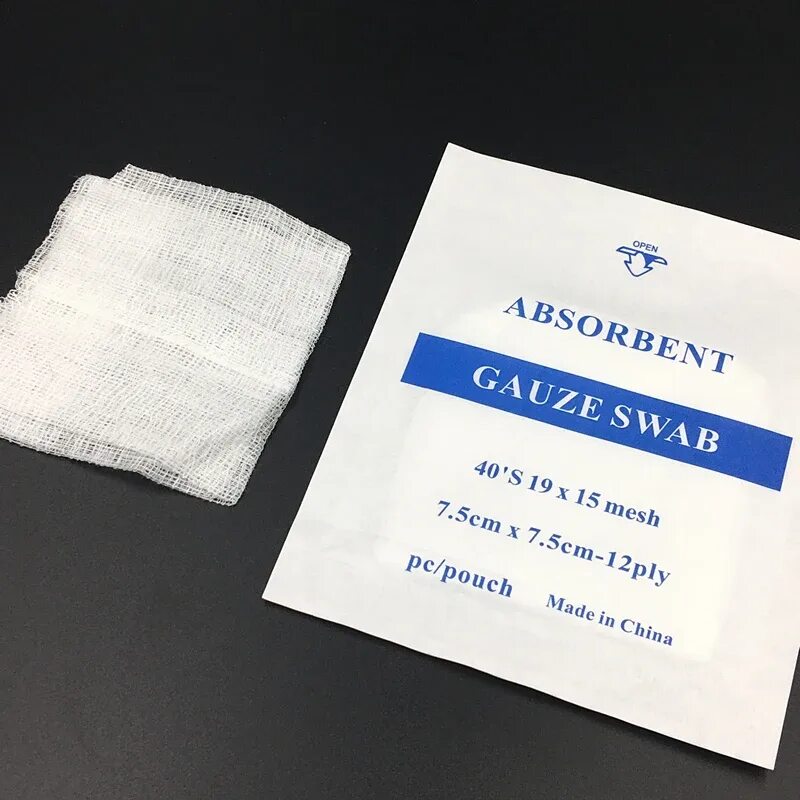 OPEN
ABSORBENT
GAUZE SWAB
40'S 19 x 15 mesh
7.5cm x 7.5cm-12ply
pc/pouch
Made in China